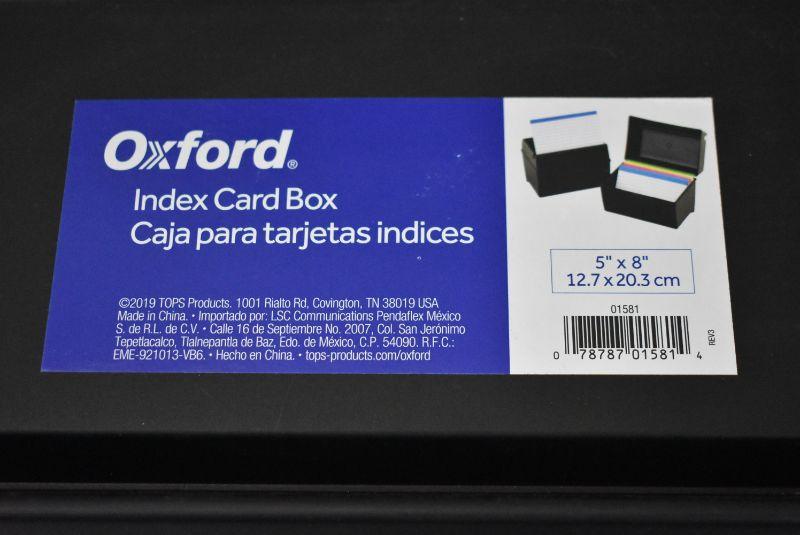 Oxford®
Index Card Box
Caja para tarjetas indices
©2019 TOPS Products. 1001 Rialto Rd, Covington, TN 38019 USA
Made in China. • Importado por: LSC Communications Pendaflex México
S. de R.L. de C.V. • Calle 16 de Septiembre No. 2007, Col. San Jerónimo
Tepetlacalco, Tlalnepantla de Baz, Edo. de México, C.P. 54090. R.F.C.:
EME-921013-VB6. • Hecho en China. • tops-products.com/oxford
5" x 8"
12.7 x 20.3 cm
01581
0 78787 01581 4
REV3